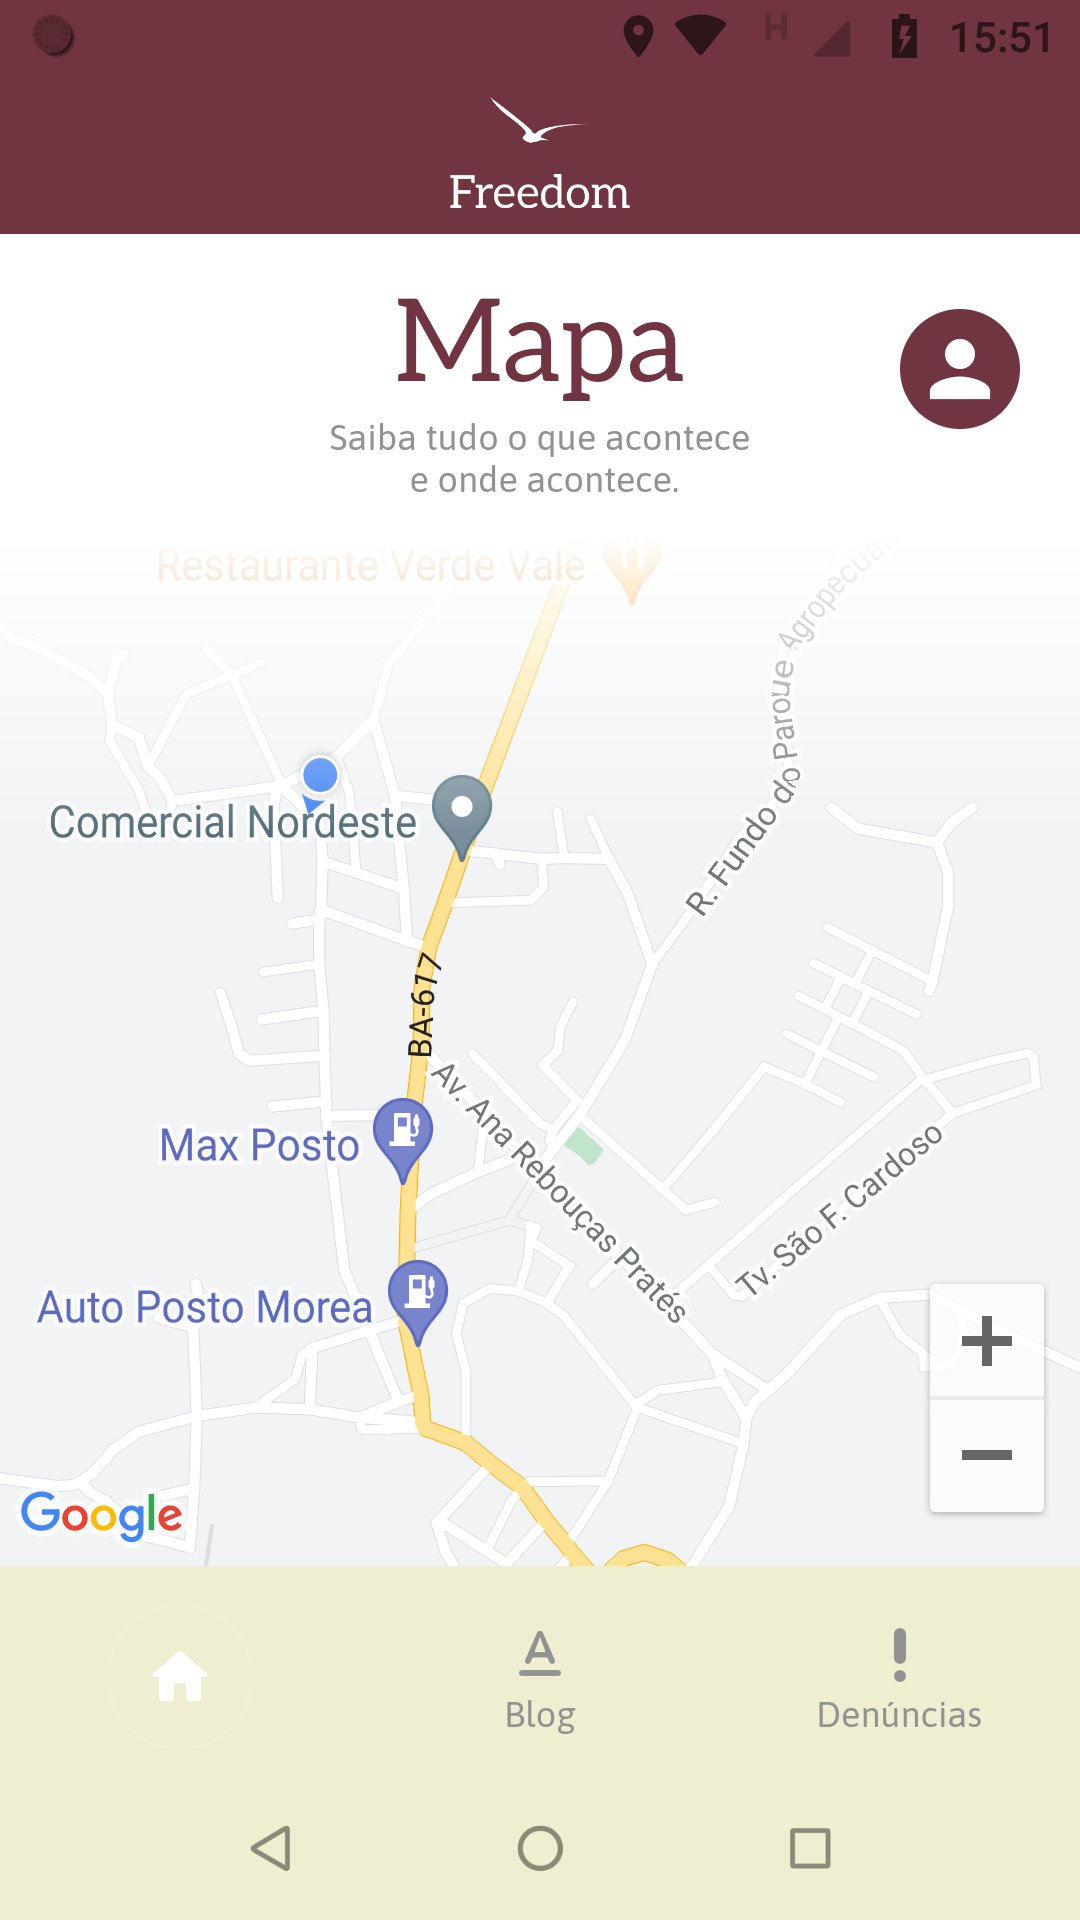 H
15:51
Freedom
Mapa
Saiba tudo o que acontece
e onde acontece.
Restaurante Verde Vale
R. Fundo do Parque Agropecuár
Comercial Nordeste
BA-617
Av. Ana Rebouças Pratés
Max Posto
Tv. São F. Cardoso
Auto Posto Morea
Google
Blog
Denúncias